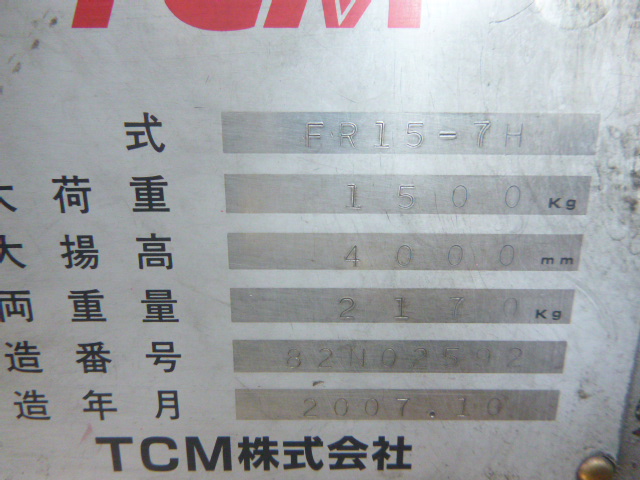 TCM
式 FR15-7H
大荷重 1500 Kg
大揚高 4000 mm
両重量 2170 Kg
造番号
造年月 2007.10
TCM株式会社